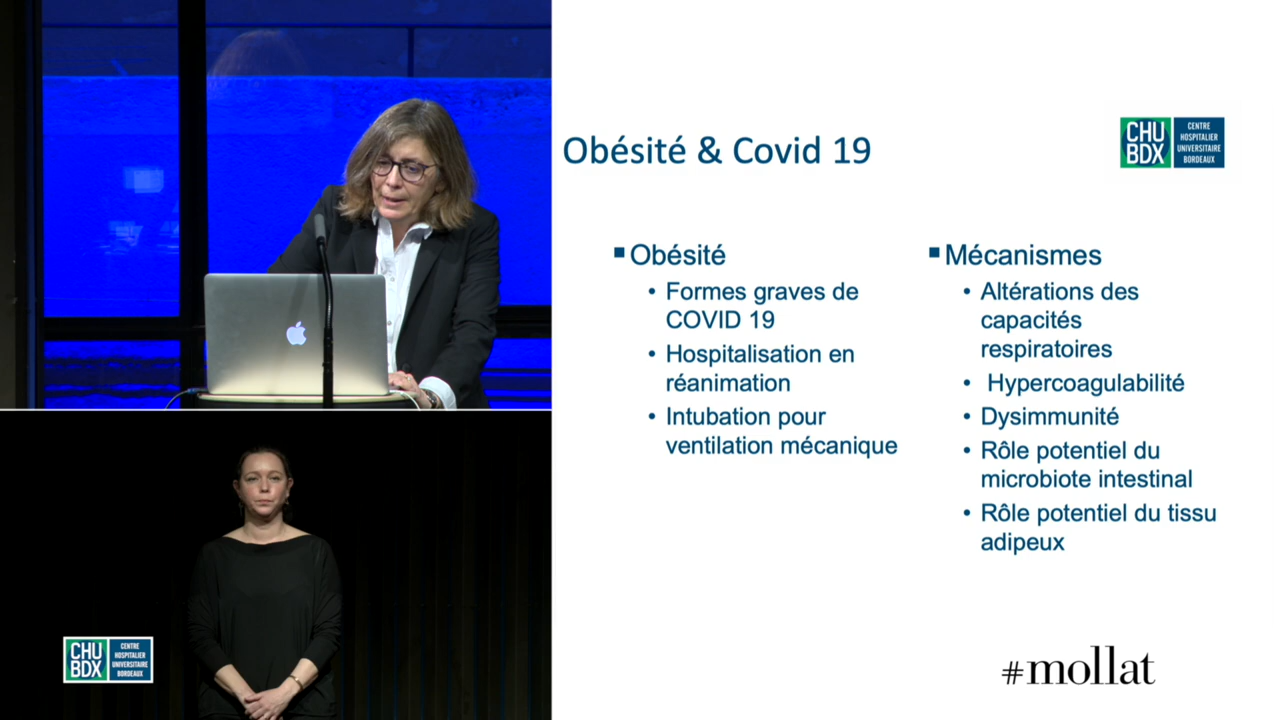 Obésité & Covid 19
CHU
BDX
CENTRE
HOSPITALIER
UNIVERSITAIRE
BORDEAUX
▪Obésité
• Formes graves de
COVID 19
• Hospitalisation en
réanimation
• Intubation pour
ventilation mécanique
▪Mécanismes
• Altérations des
capacités
respiratoires
• Hypercoagulabilité
• Dysimmunité
• Rôle potentiel du
microbiote intestinal
• Rôle potentiel du tissu
adipeux
CHU
BDX
CENTRE
HOSPITALIER
UNIVERSITAIRE
BORDEAUX
#mollat